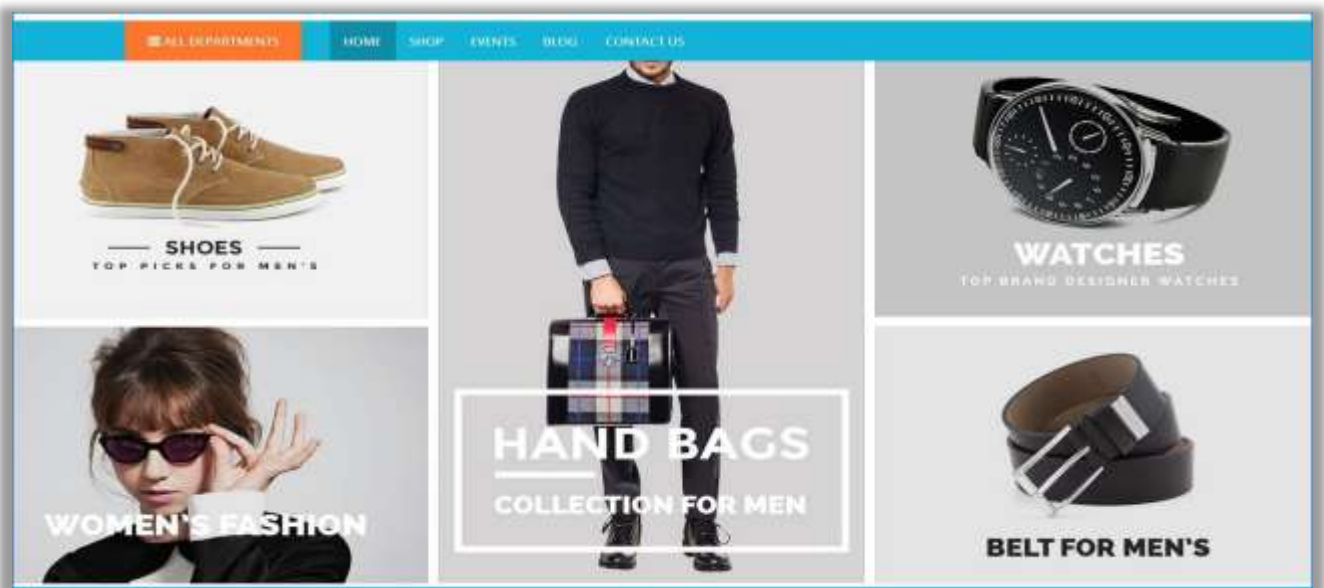 ALL DEPARTMENTS HOME SHOP EVENTS BLOG CONTACT US
SHOES
TOP PICKS FOR MEN'S
WOMEN'S FASHION
HAND BAGS
COLLECTION FOR MEN
WATCHES
TOP BRAND DESIGNER WATCHES
BELT FOR MEN'S